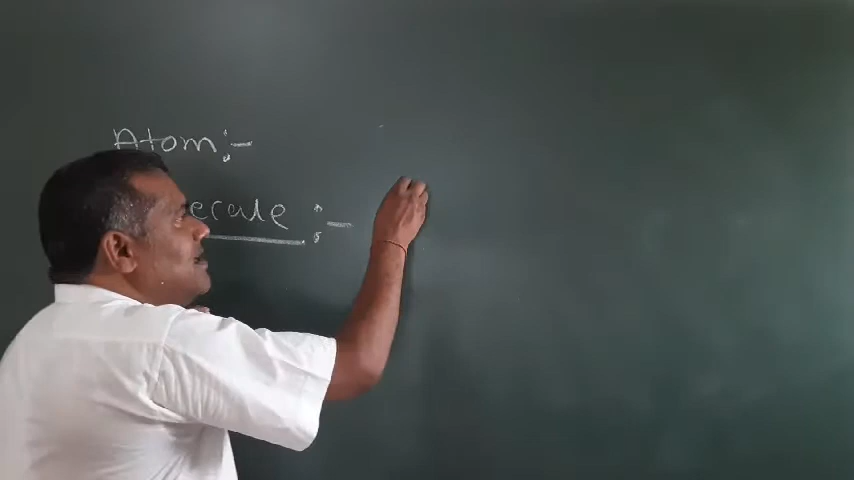 Atom :-
ecule :-